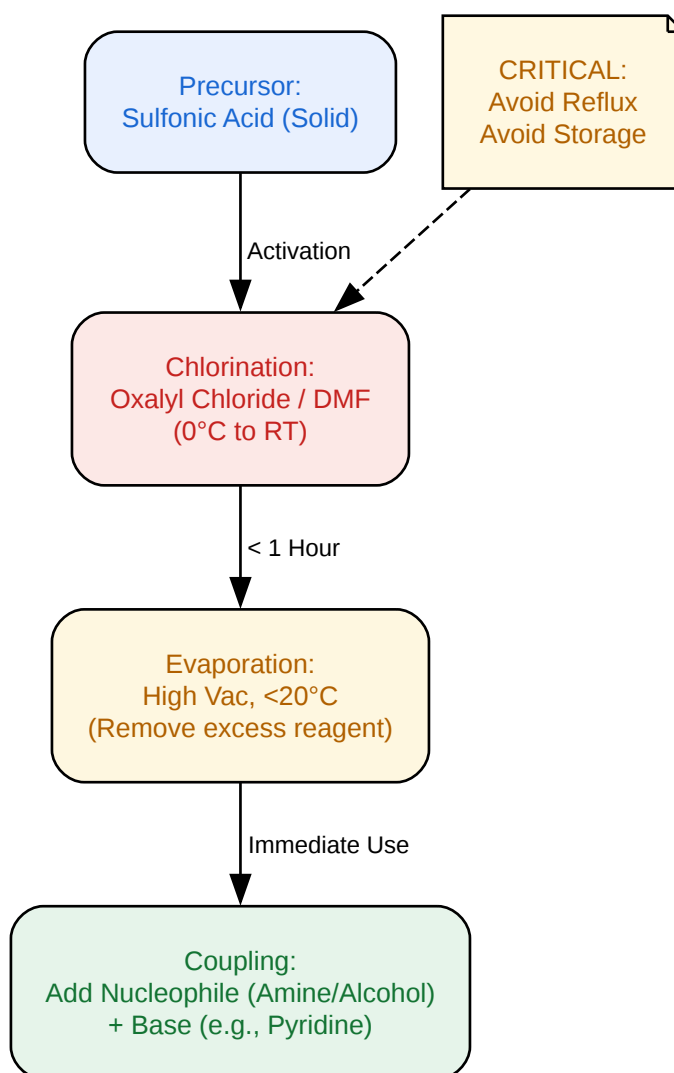 Precursor:
Sulfonic Acid (Solid)
CRITICAL:
Avoid Reflux
Avoid Storage
Activation
Chlorination:
Oxalyl Chloride / DMF
(0°C to RT)
< 1 Hour
Evaporation:
High Vac, <20°C
(Remove excess reagent)
Immediate Use
Coupling:
Add Nucleophile (Amine/Alcohol)
+ Base (e.g., Pyridine)